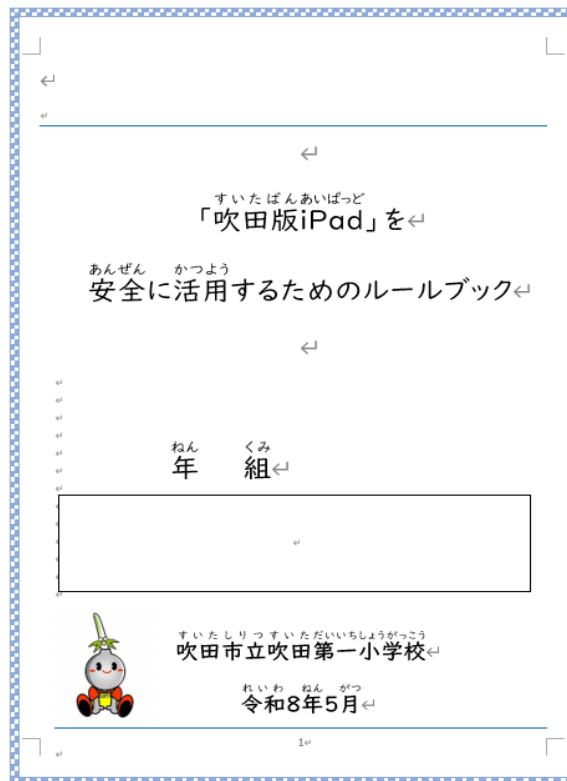 すいたばんあいぱっど
「吹田版iPad」を
あんぜん かつよう
安全に活用するためのルールブック
ねん くみ
年 組
すいたしりつすいただいいちしょうがっこう
吹田市立吹田第一小学校
れいわ ねん がつ
令和8年5月
1